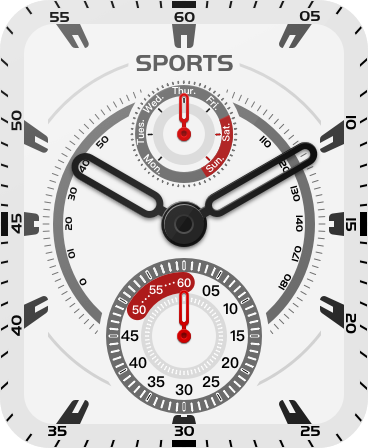 55 60 05
SPORTS
Thur.
Wed. Fri.
Tues. Sat.
Mon. Sun.
50 10
50 110
40 120
30 130
20 140
10 170
0 180
45 15
55 60 05
50 10
45 15
40 20
35 30 25
40 20
35 30 25